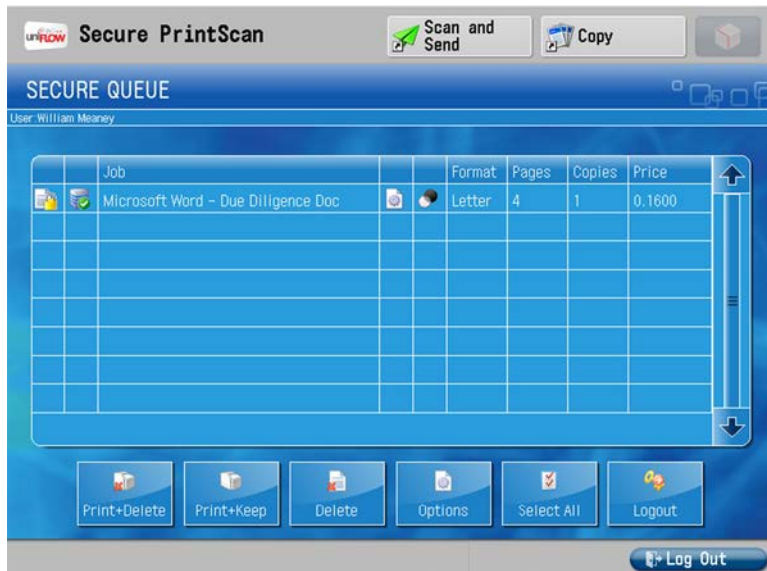 uniFLOW Secure PrintScan
Scan and
Send
Copy
SECURE QUEUE
User:William Meaney
Job Format Pages Copies Price
Microsoft Word - Due Diligence Doc Letter 4 1 0.1600
Print+Delete Print+Keep Delete Options Select All Logout
Log Out